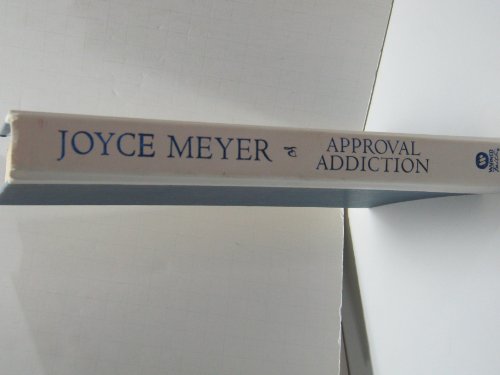 JOYCE MEYER
APPROVAL
ADDICTION